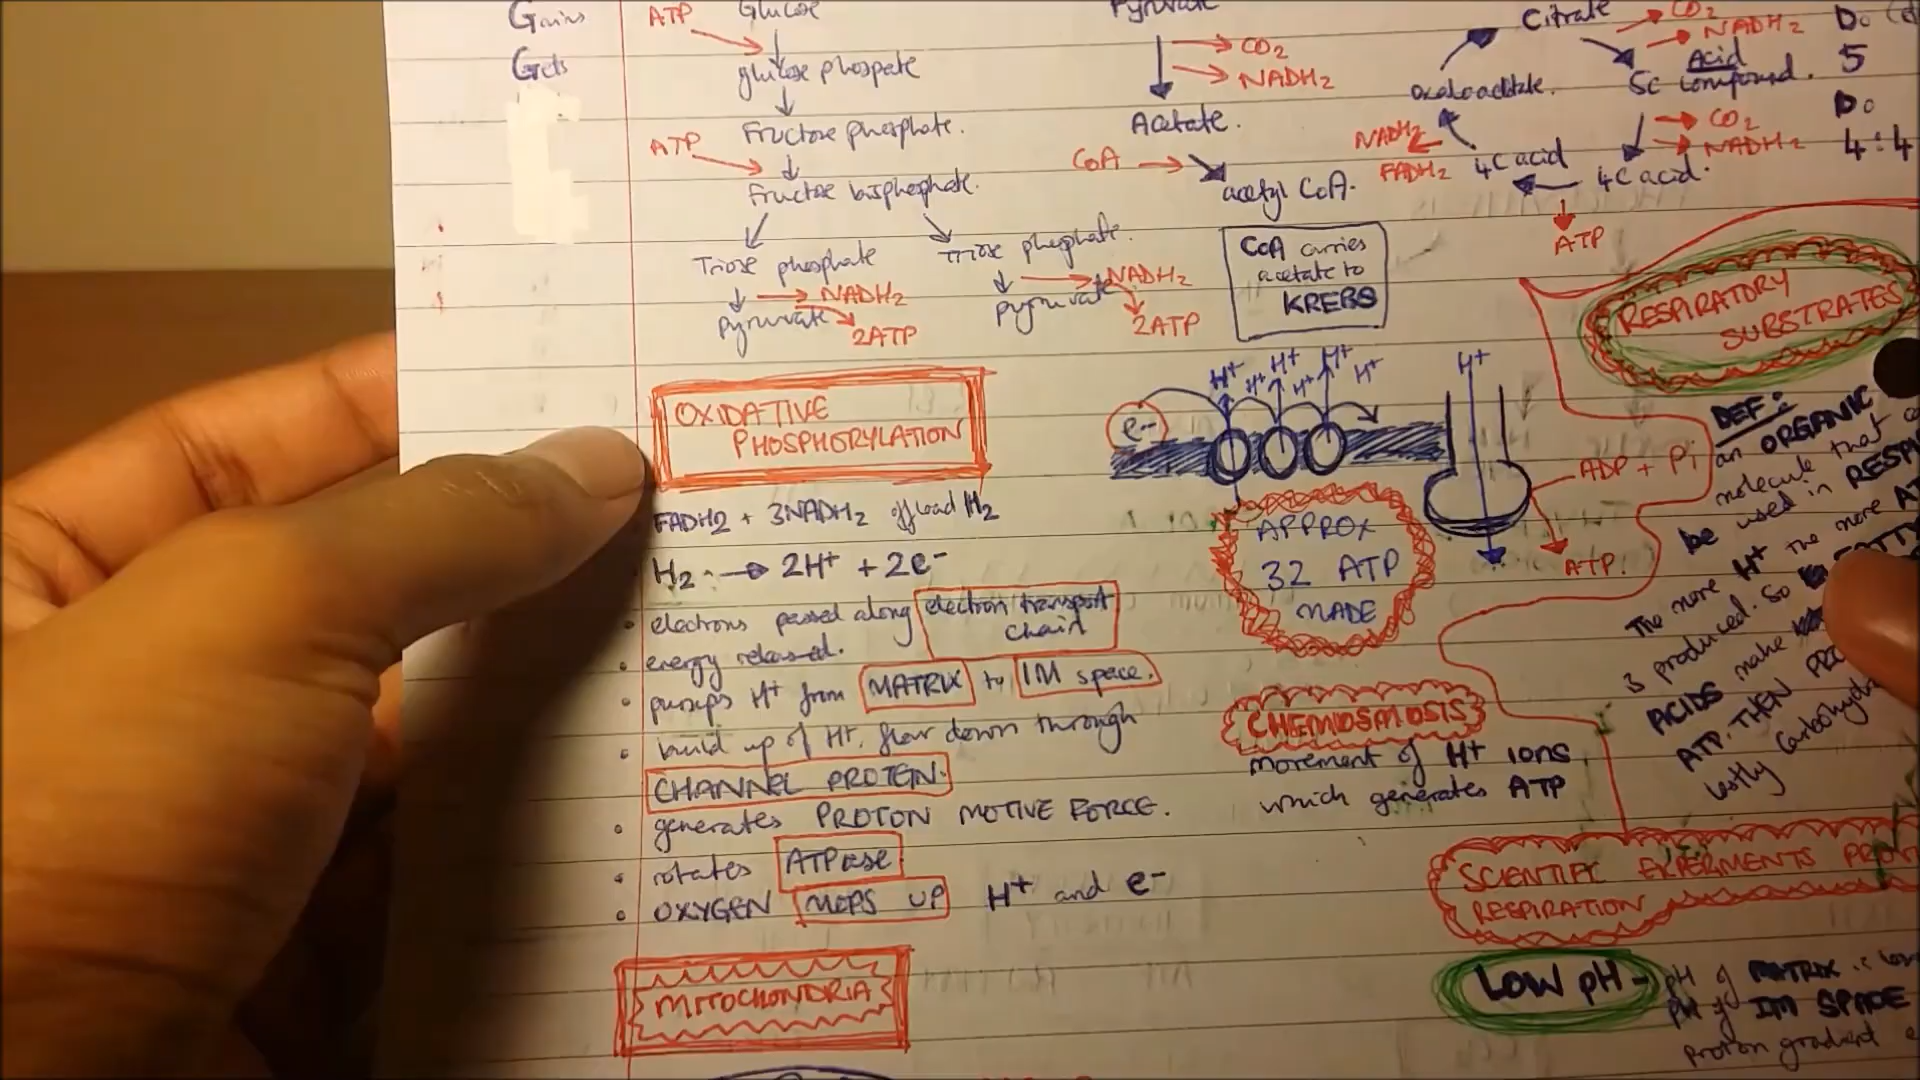 Gains
Gets
ATP
Glucose
glucose phospate
Fructose phosphate.
ATP
Fructose bisphosphate.
Triose phosphate
Triose phosphate.
NADH2
pyruvate
2ATP
NADH2
pyruvate
2ATP
Pyruvate
CO2
NADH2
Acetate.
CoA
acetyl CoA.
CoA carries
acetate to
KREBS
Citrate
CO2
NADH2
5C Acid
compound.
CO2
NADH2
4C acid.
ATP
4C acid
NADH2
FADH2
Do
5
Do
4:4
RESPIRATORY
SUBSTRATES
DEF:
an ORGANIC
molecule that
be used in
The more H+ the more
is produced. So
ACIDS make
ATP. THEN
lastly
OXIDATIVE
PHOSPHORYLATION
FADH2 + 3NADH2 offload H2
H2 → 2H+ + 2e-
• electrons passed along electron transport
chain
• energy released.
• pumps H+ from MATRIX to IM space.
• build up of H+, flow down through
CHANNEL PROTEIN.
• generates PROTON MOTIVE FORCE.
• rotates ATPase
• OXYGEN MOPS UP H+ and e-
MITOCHONDRIA
H+ H+ H+ H+ H+ H+
e-
ADP + Pi
ATP!
APPROX
32 ATP
MADE
CHEMIOSMOSIS
movement of H+ ions
which generates ATP
SCIENTIFIC EXPERIMENTS
RESPIRATION
LOW pH - pH of MATRIX is
pH of IM SPACE
proton gradient